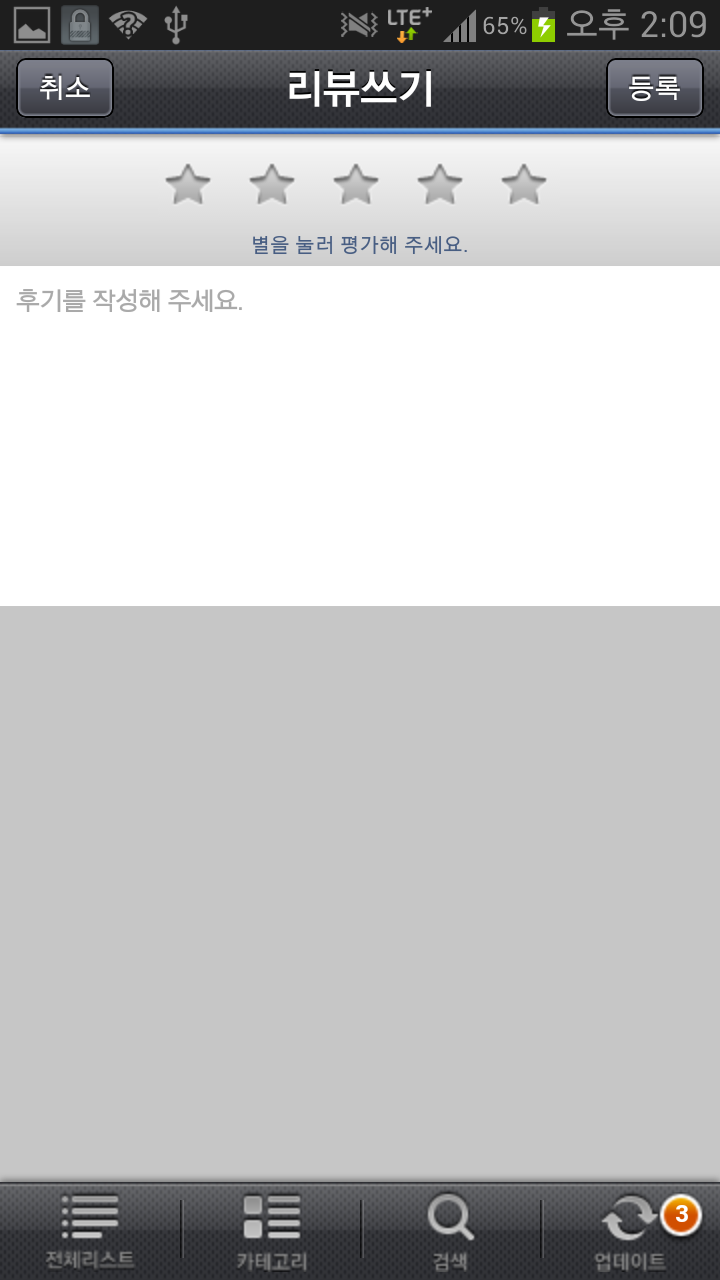 LTE+ 65% 오후 2:09
취소 리뷰쓰기 등록
별을 눌러 평가해 주세요.
후기를 작성해 주세요.
3
전체리스트 카테고리 검색 업데이트